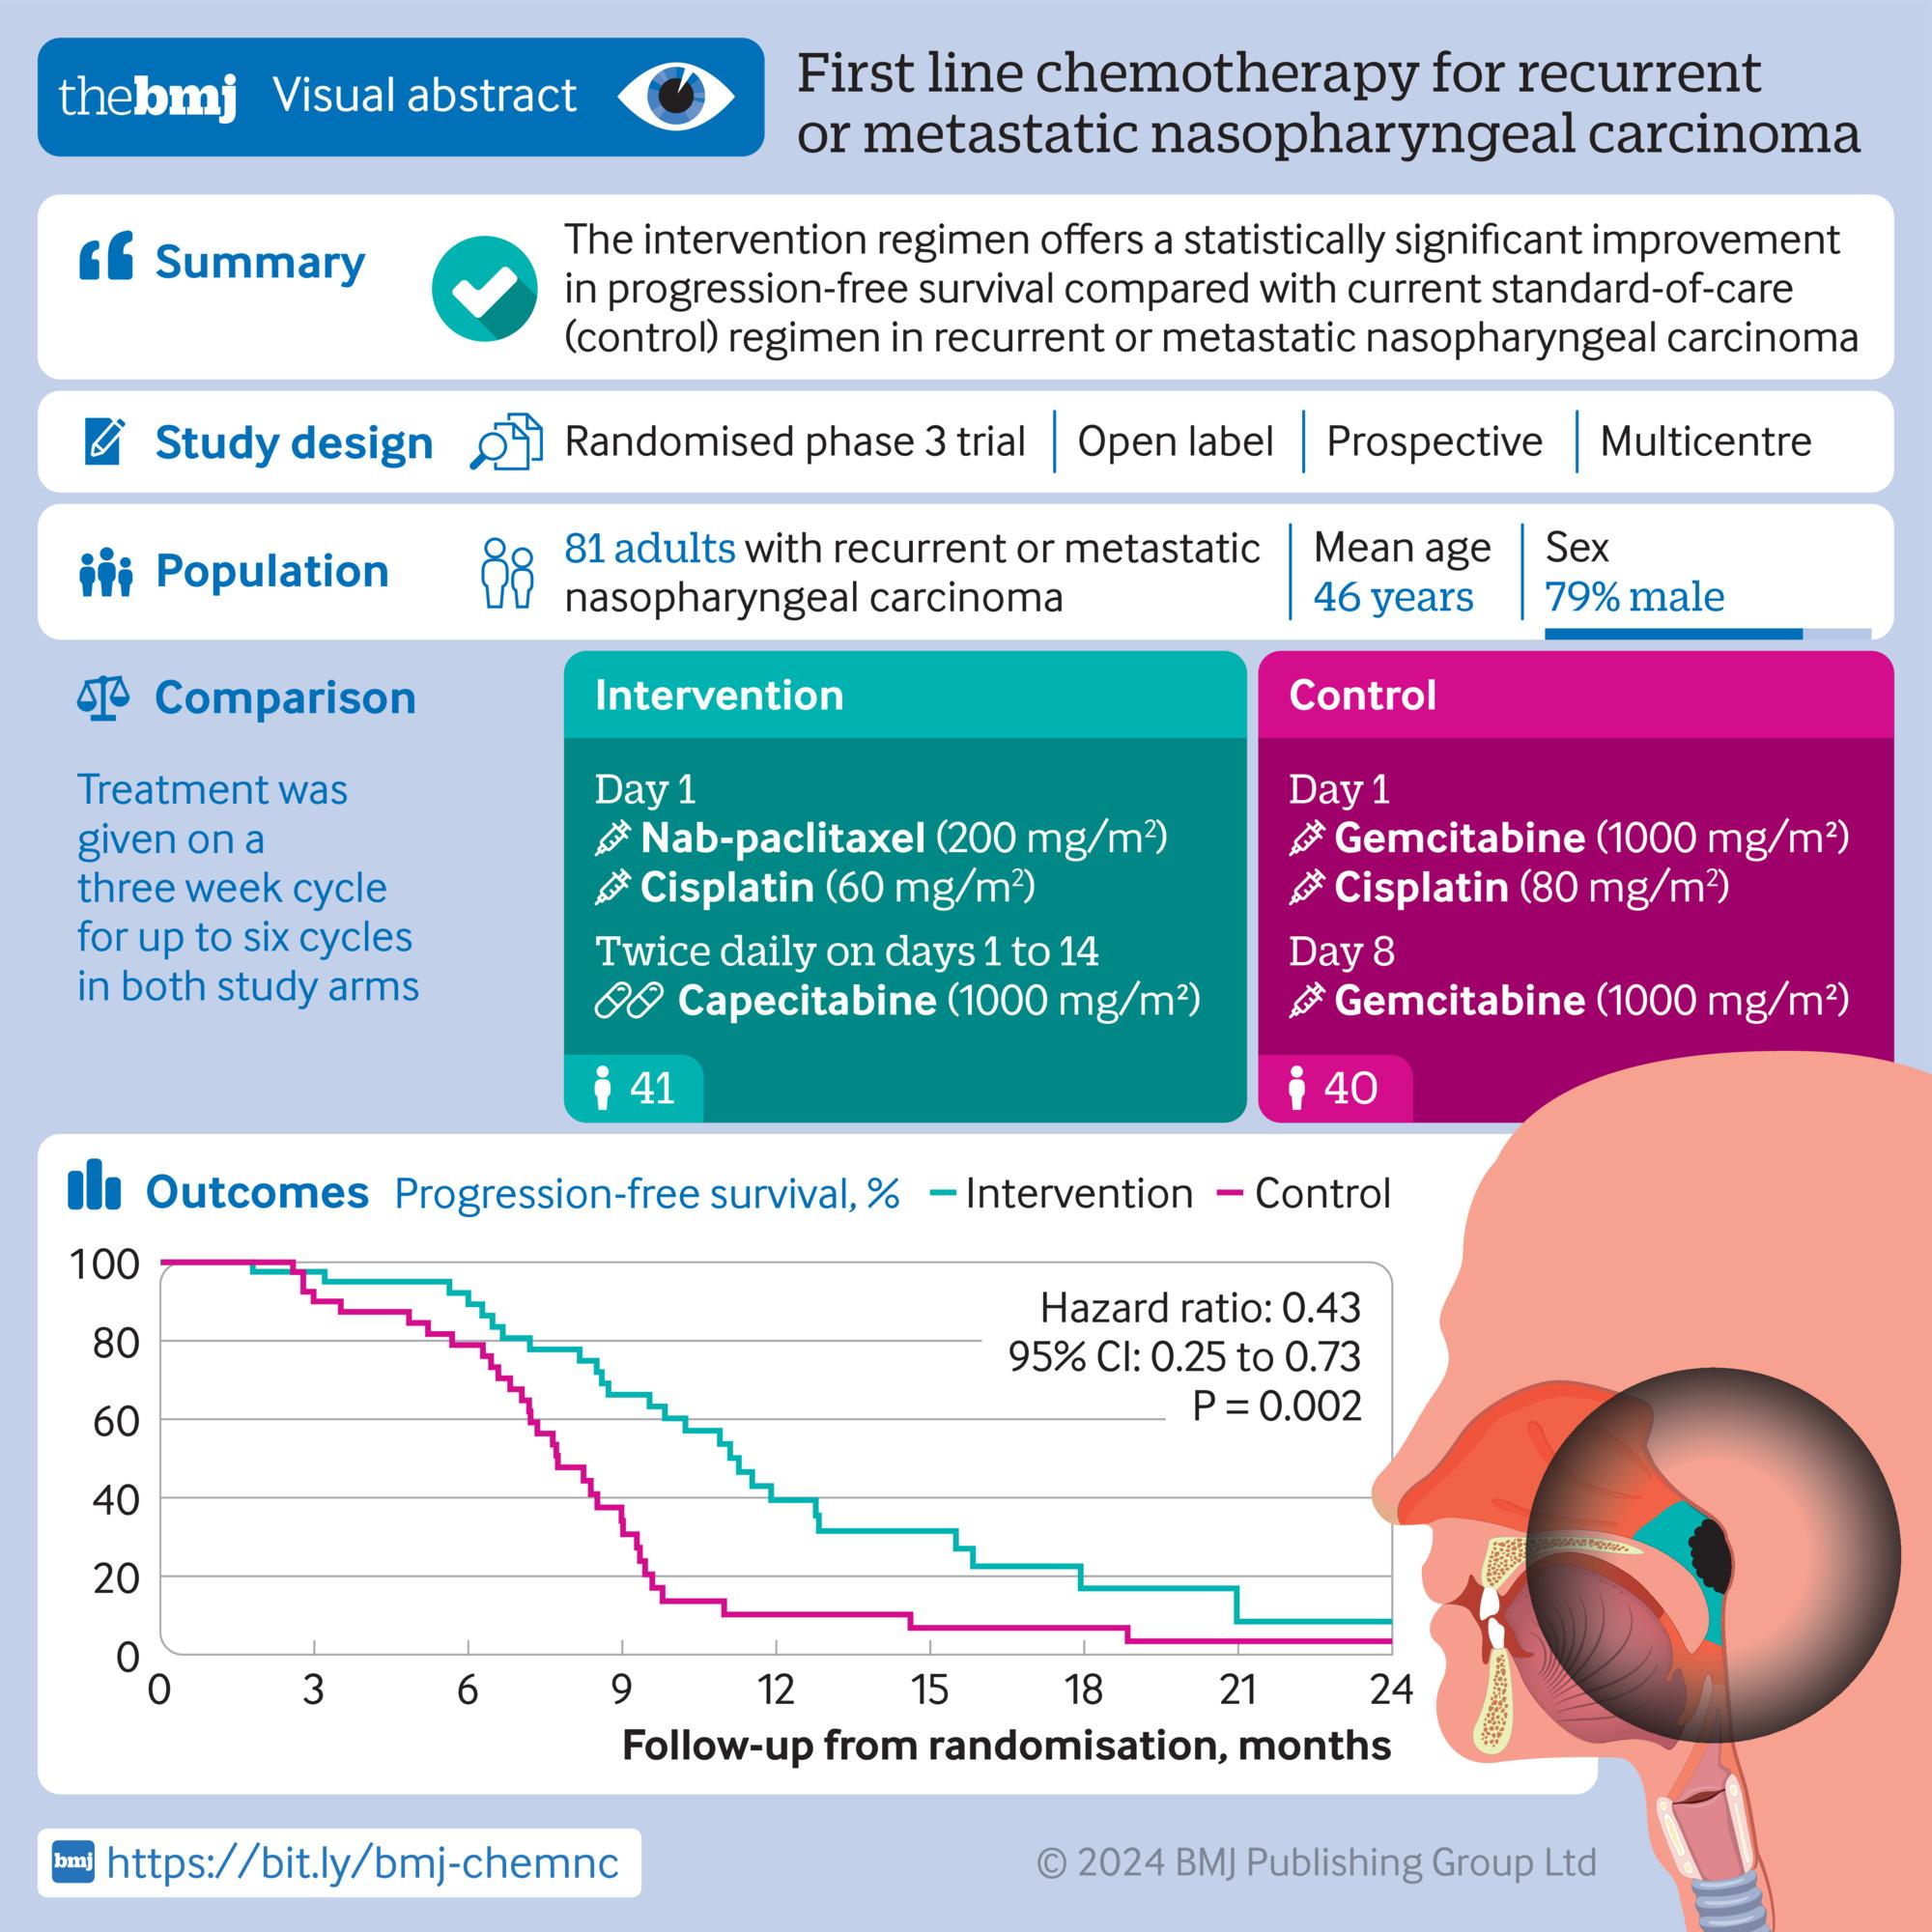 thebmj Visual abstract
First line chemotherapy for recurrent
or metastatic nasopharyngeal carcinoma
Summary
The intervention regimen offers a statistically significant improvement
in progression-free survival compared with current standard-of-care
(control) regimen in recurrent or metastatic nasopharyngeal carcinoma
Study design
Randomised phase 3 trial
Open label
Prospective
Multicentre
Population
81 adults with recurrent or metastatic
nasopharyngeal carcinoma
Mean age
46 years
Sex
79% male
Comparison
Treatment was
given on a
three week cycle
for up to six cycles
in both study arms
Intervention
Day 1
Nab-paclitaxel (200 mg/m²)
Cisplatin (60 mg/m²)
Twice daily on days 1 to 14
Capecitabine (1000 mg/m²)
41
Control
Day 1
Gemcitabine (1000 mg/m²)
Cisplatin (80 mg/m²)
Day 8
Gemcitabine (1000 mg/m²)
40
Outcomes Progression-free survival, % Intervention Control
100
80
60
40
20
0
Hazard ratio: 0.43
95% CI: 0.25 to 0.73
P = 0.002
0 3 6 9 12 15 18 21 24
Follow-up from randomisation, months
bmj https://bit.ly/bmj-chemnc
© 2024 BMJ Publishing Group Ltd